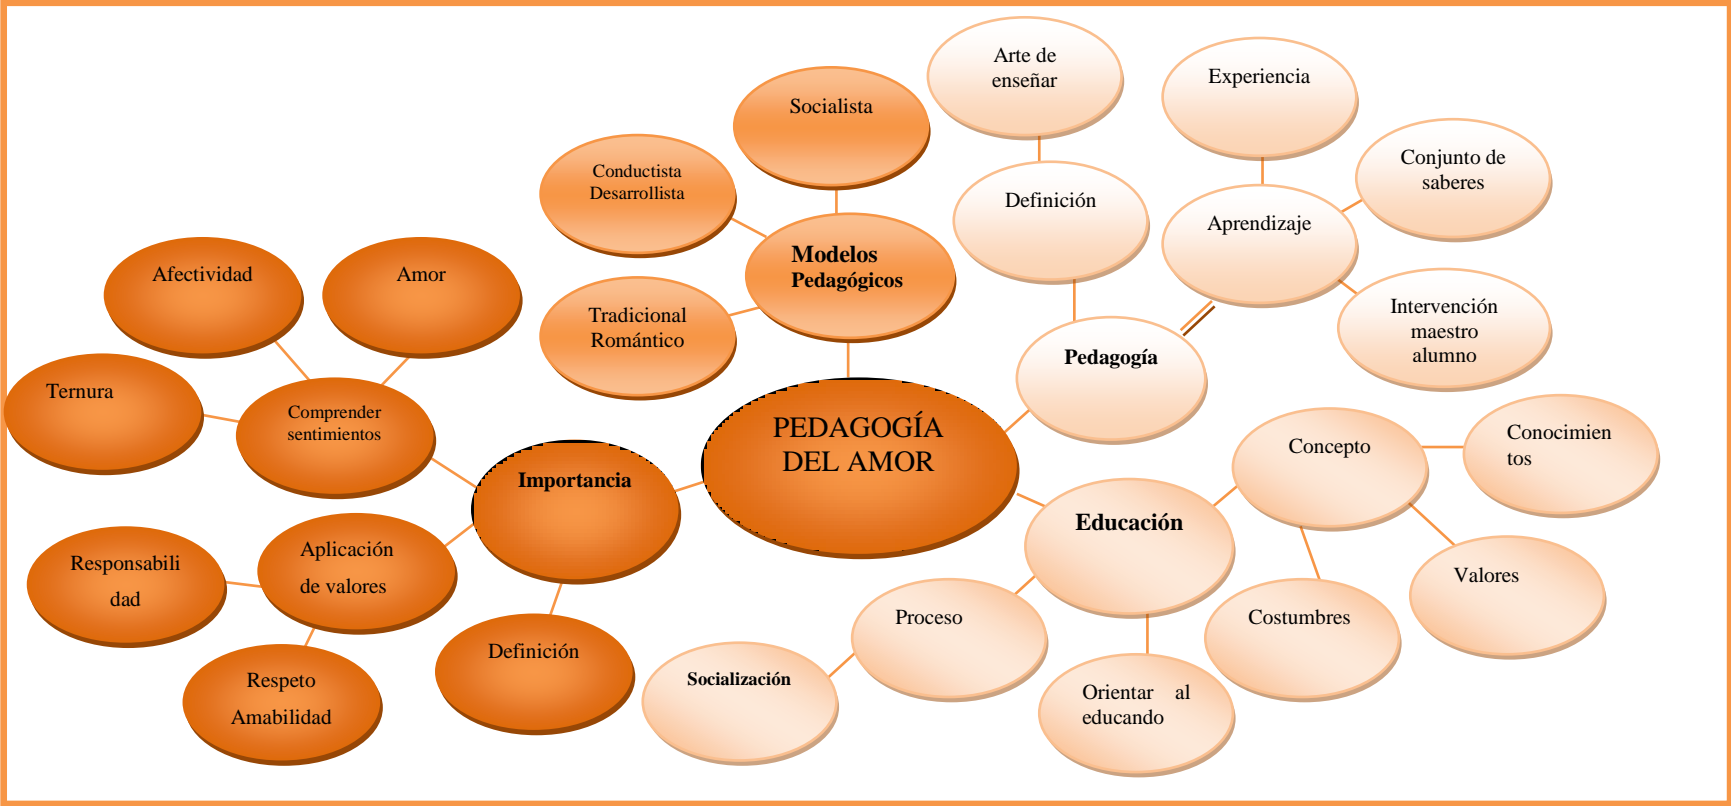 Arte de
enseñar
Experiencia
Socialista
Conjunto de
saberes
Conductista
Desarrollista
Definición
Aprendizaje
Modelos
Pedagógicos
Afectividad
Amor
Intervención
maestro
alumno
Tradicional
Romántico
Pedagogía
Ternura
Comprender
sentimientos
PEDAGOGÍA
DEL AMOR
Concepto
Conocimien
tos
Importancia
Educación
Aplicación
de valores
Responsabili
dad
Valores
Proceso
Costumbres
Definición
Socialización
Respeto
Amabilidad
Orientar al
educando